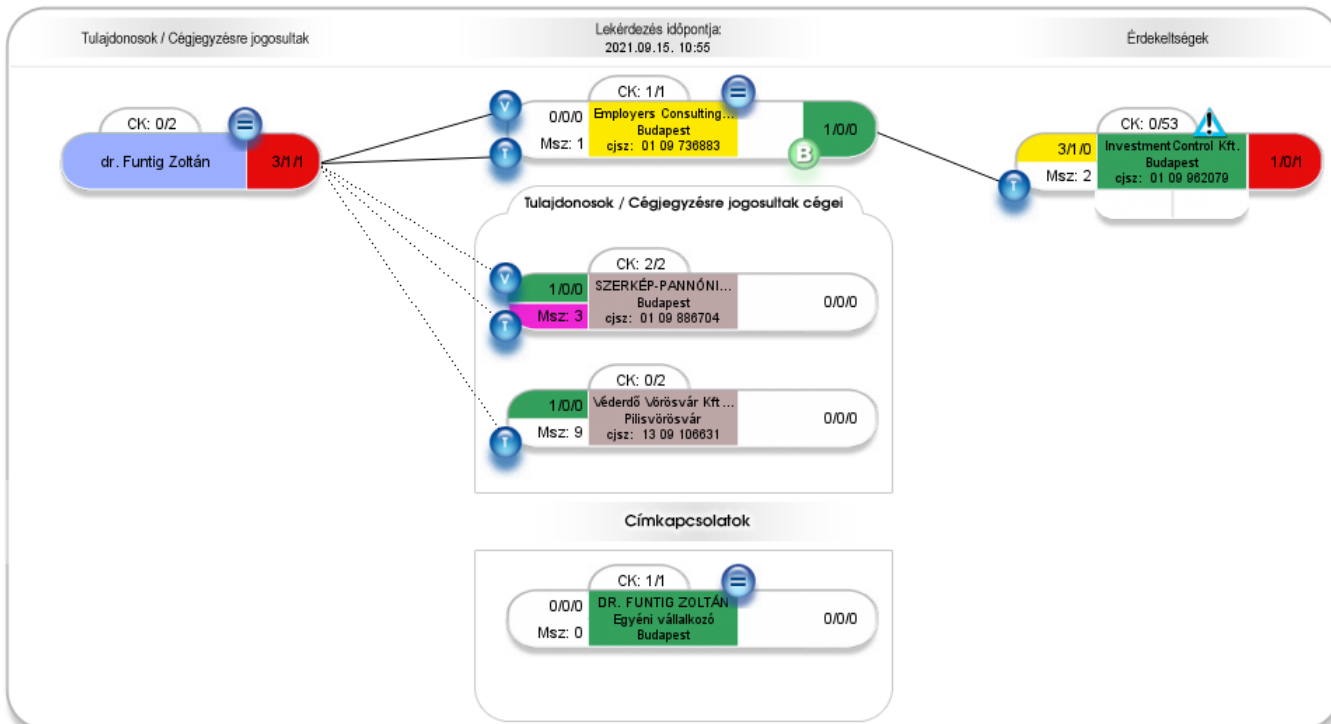 Tulajdonosok / Cégjegyzésre jogosultak
Lekérdezés időpontja:
2021.09.15. 10:55
Érdekeltségek
CK: 0/2
=
dr. Funtig Zoltán
3/1/1
CK: 1/1
=
V
T
0/0/0
Msz: 1
Employers Consulting...
Budapest
cjsz: 01 09 736883
1/0/0
B
CK: 0/53
!
T
3/1/0
Msz: 2
Investment Control Kft.
Budapest
cjsz: 01 09 962079
1/0/1
Tulajdonosok / Cégjegyzésre jogosultak cégei
CK: 2/2
V
T
1/0/0
Msz: 3
SZERKÉP-PANNÓNI...
Budapest
cjsz: 01 09 886704
0/0/0
CK: 0/2
T
1/0/0
Msz: 9
Véderdő Vörösvár Kft...
Pilisvörösvár
cjsz: 13 09 106631
0/0/0
Címkapcsolatok
CK: 1/1
=
0/0/0
Msz: 0
DR. FUNTIG ZOLTÁN
Egyéni vállalkozó
Budapest
0/0/0